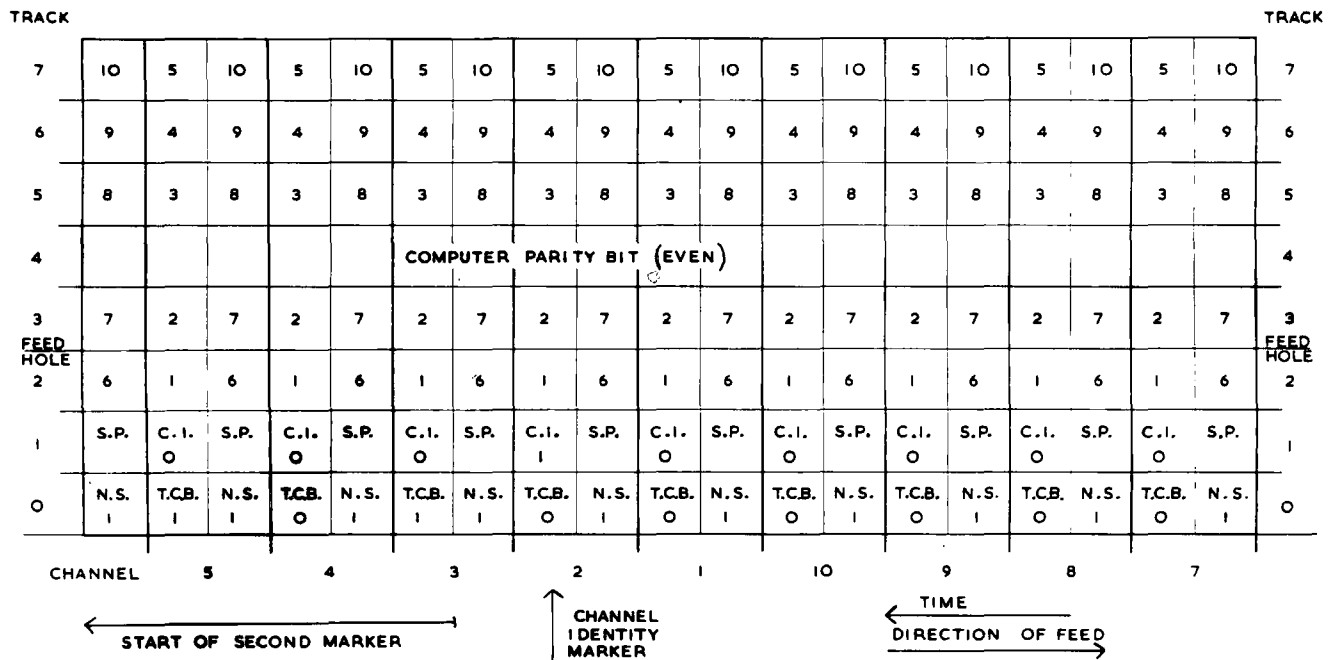 TRACK TRACK
7 10 5 10 5 10 5 10 5 10 5 10 5 10 5 10 5 10 5 10 7
6 9 4 9 4 9 4 9 4 9 4 9 4 9 4 9 4 9 4 9 6
5 8 3 8 3 8 3 8 3 8 3 8 3 8 3 8 3 8 3 8 5
4 COMPUTER PARITY BIT (EVEN) 4
3 7 2 7 2 7 2 7 2 7 2 7 2 7 2 7 2 7 2 7 3
FEED HOLE FEED HOLE
2 6 1 6 1 6 1 6 1 6 1 6 1 6 1 6 1 6 1 6 2
1 S.P. C.I. S.P. C.I. S.P. C.I. S.P. C.I. S.P. C.I. S.P. C.I. S.P. C.I. S.P. C.I. S.P. C.I. S.P. 1
0 0 0 1 0 0 0 0 0
0 N.S. T.C.B. N.S. T.C.B. N.S. T.C.B. N.S. T.C.B. N.S. T.C.B. N.S. T.C.B. N.S. T.C.B. N.S. T.C.B. N.S. T.C.B. N.S. 0
1 1 1 0 1 1 1 0 1 0 1 0 1 0 1 0 1 0 1
CHANNEL 5 4 3 2 1 10 9 8 7
START OF SECOND MARKER
CHANNEL
IDENTITY
MARKER
TIME
DIRECTION OF FEED